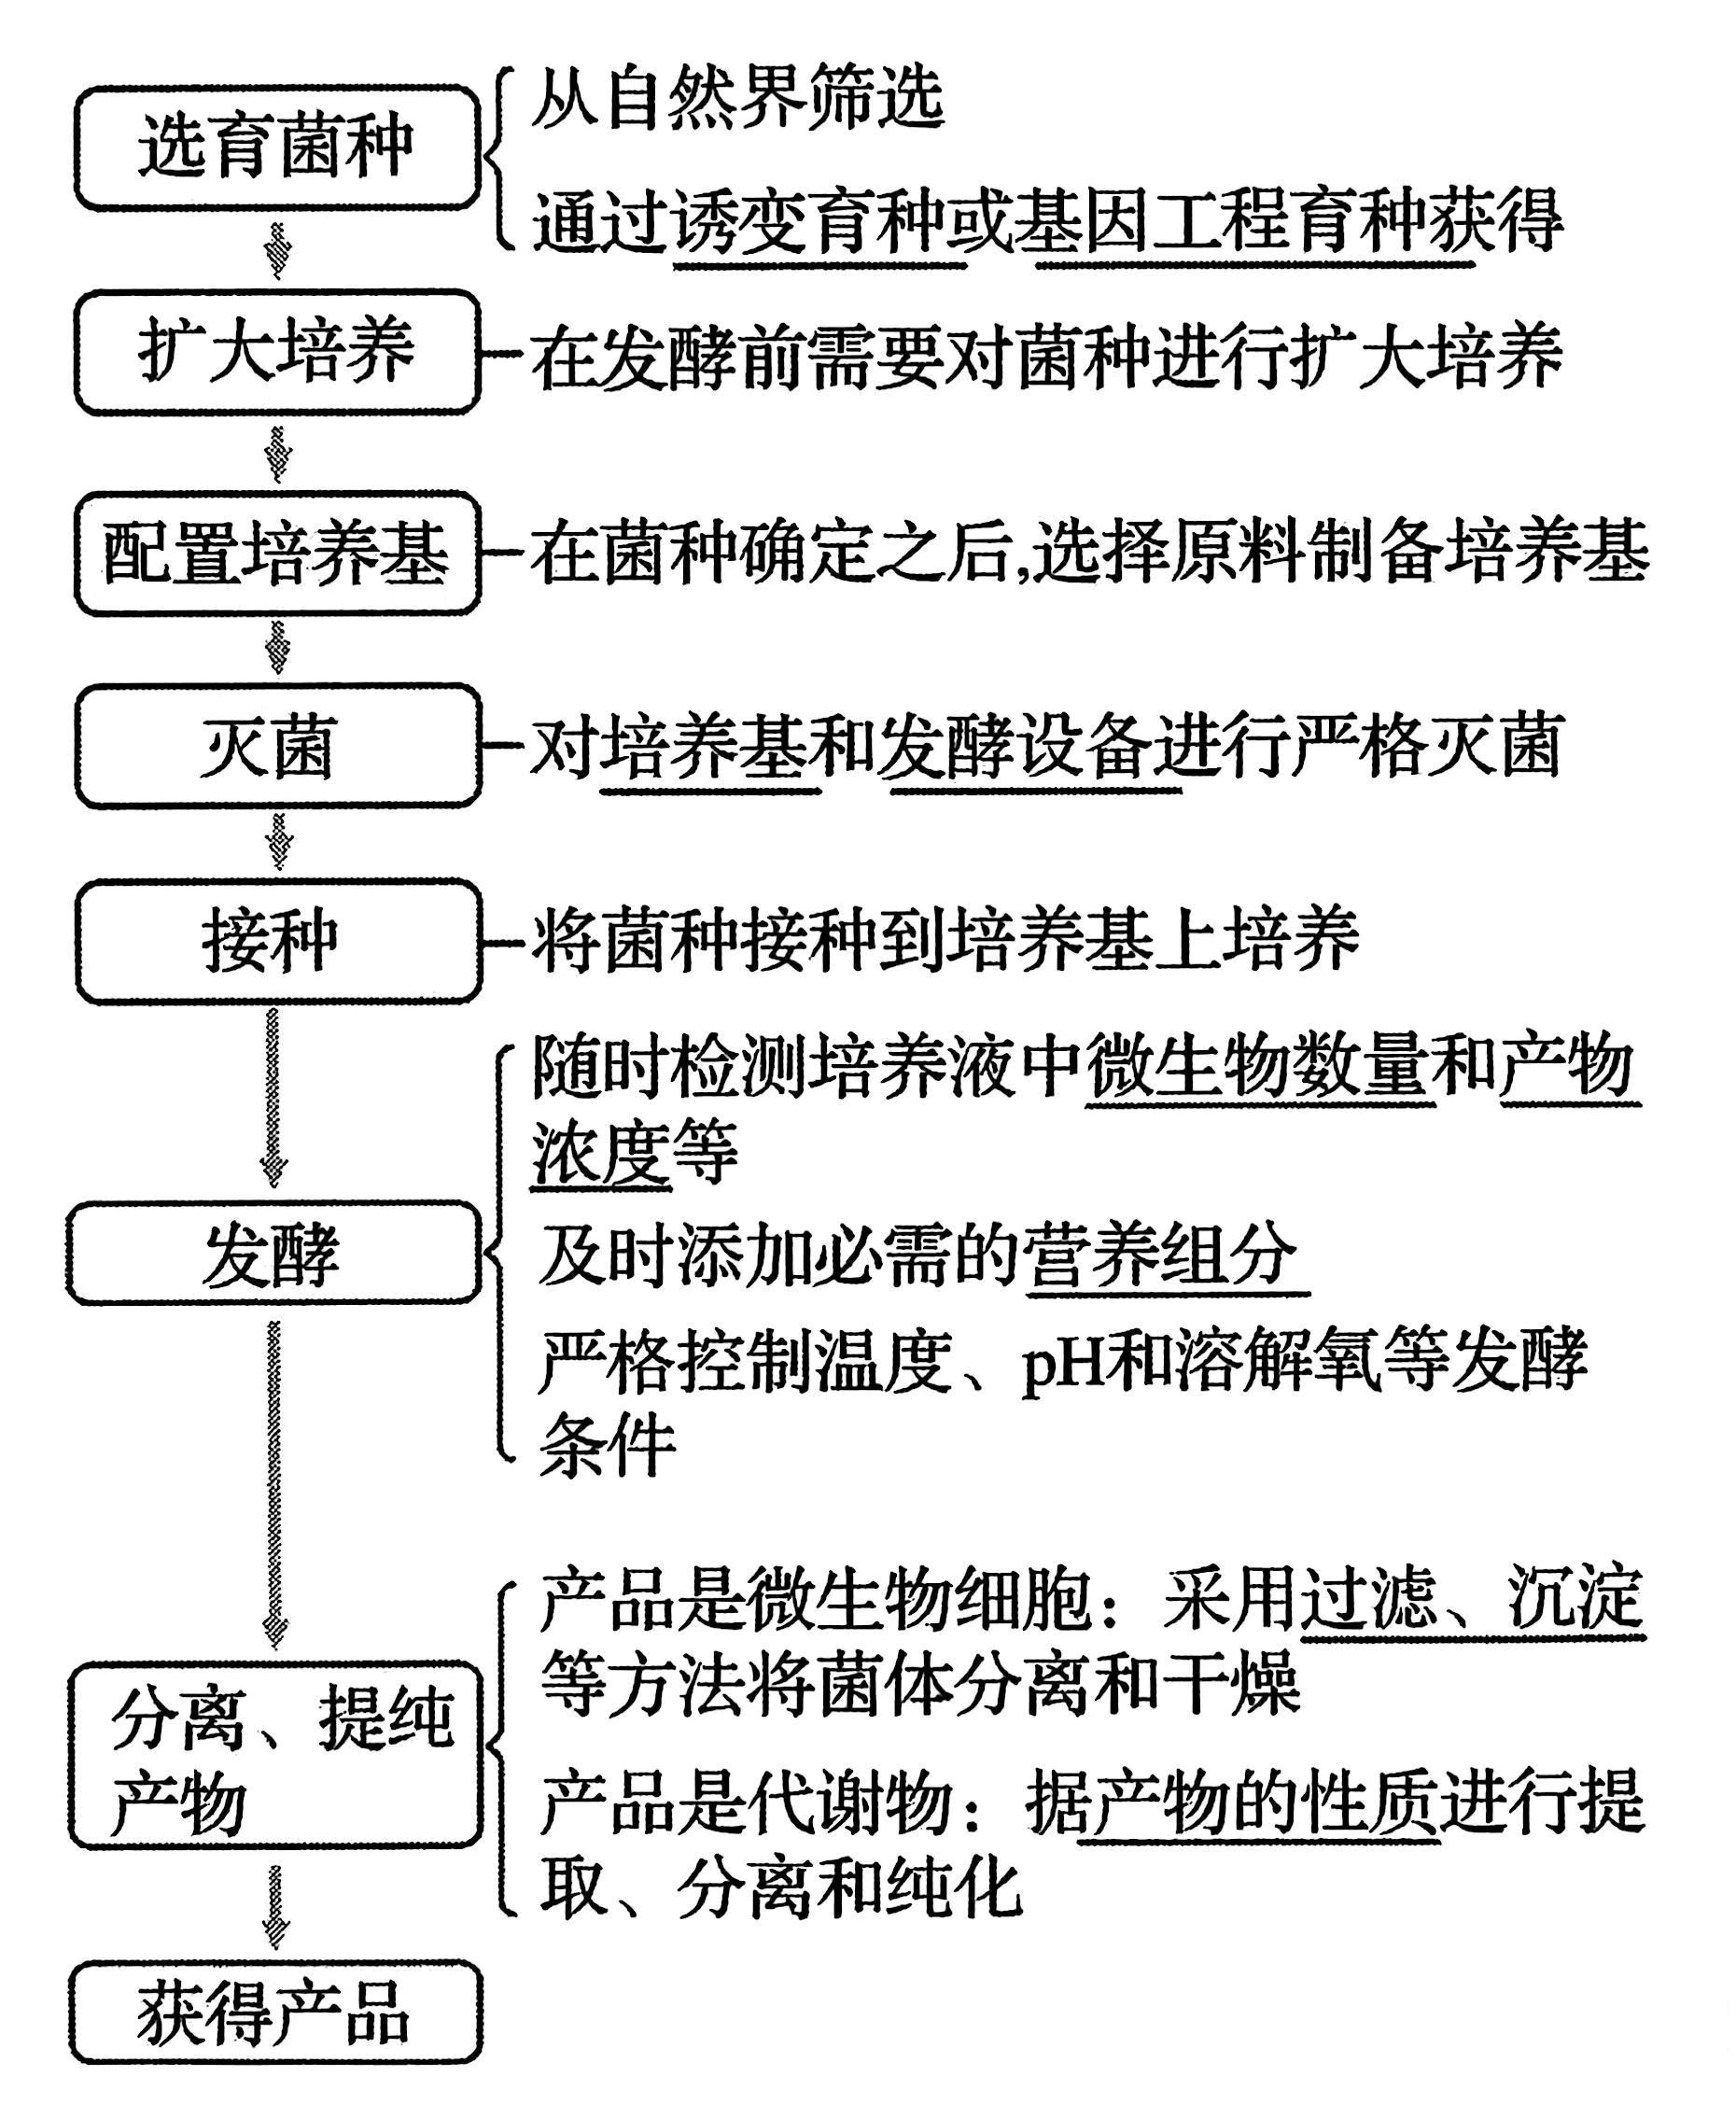 选育菌种
从自然界筛选
通过诱变育种或基因工程育种获得
扩大培养
在发酵前需要对菌种进行扩大培养
配置培养基
在菌种确定之后,选择原料制备培养基
灭菌
对培养基和发酵设备进行严格灭菌
接种
将菌种接种到培养基上培养
发酵
随时检测培养液中微生物数量和产物
浓度等
及时添加必需的营养组分
严格控制温度、pH和溶解氧等发酵
条件
分离、提纯
产物
产品是微生物细胞：采用过滤、沉淀
等方法将菌体分离和干燥
产品是代谢物：据产物的性质进行提
取、分离和纯化
获得产品